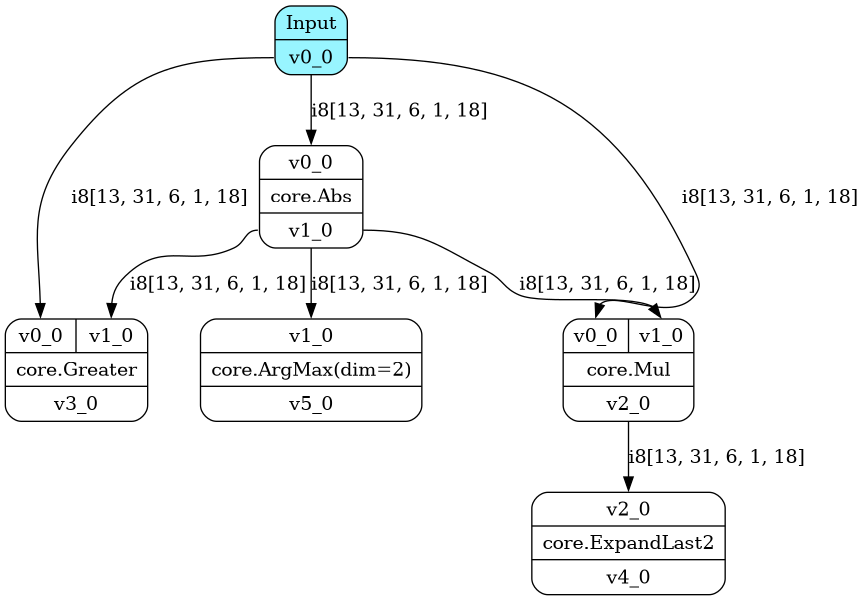 Input
v0_0
i8[13, 31, 6, 1, 18]
v0_0
core.Abs
v1_0
i8[13, 31, 6, 1, 18]
i8[13, 31, 6, 1, 18]
i8[13, 31, 6, 1, 18]
i8[13, 31, 6, 1, 18]
i8[13, 31, 6, 1, 18]
v0_0 v1_0
core.Greater
v3_0
v1_0
core.ArgMax(dim=2)
v5_0
v0_0 v1_0
core.Mul
v2_0
i8[13, 31, 6, 1, 18]
v2_0
core.ExpandLast2
v4_0